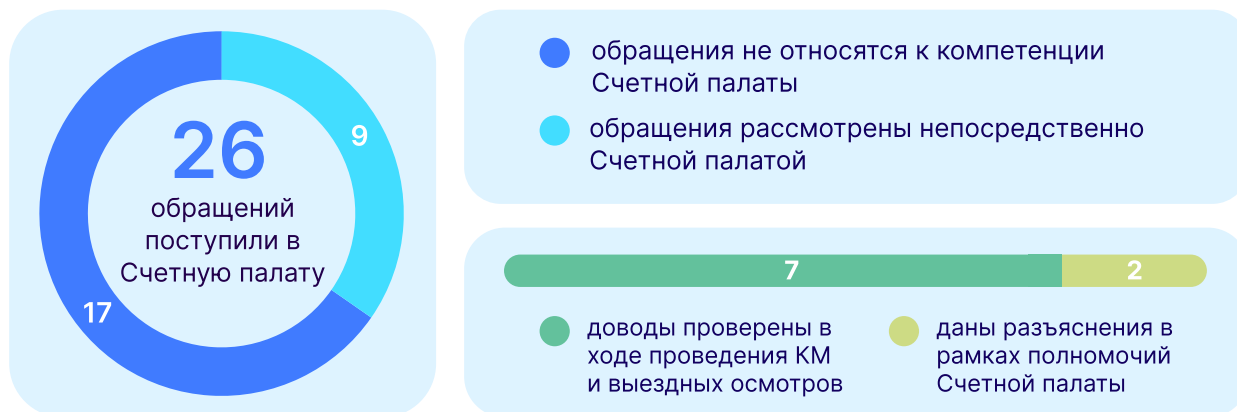 26
обращений
поступили в
Счетную палату
9
17
обращения не относятся к компетенции
Счетной палаты
обращения рассмотрены непосредственно
Счетной палатой
7
2
доводы проверены в
ходе проведения КМ
и выездных осмотров
даны разъяснения в
рамках полномочий
Счетной палаты